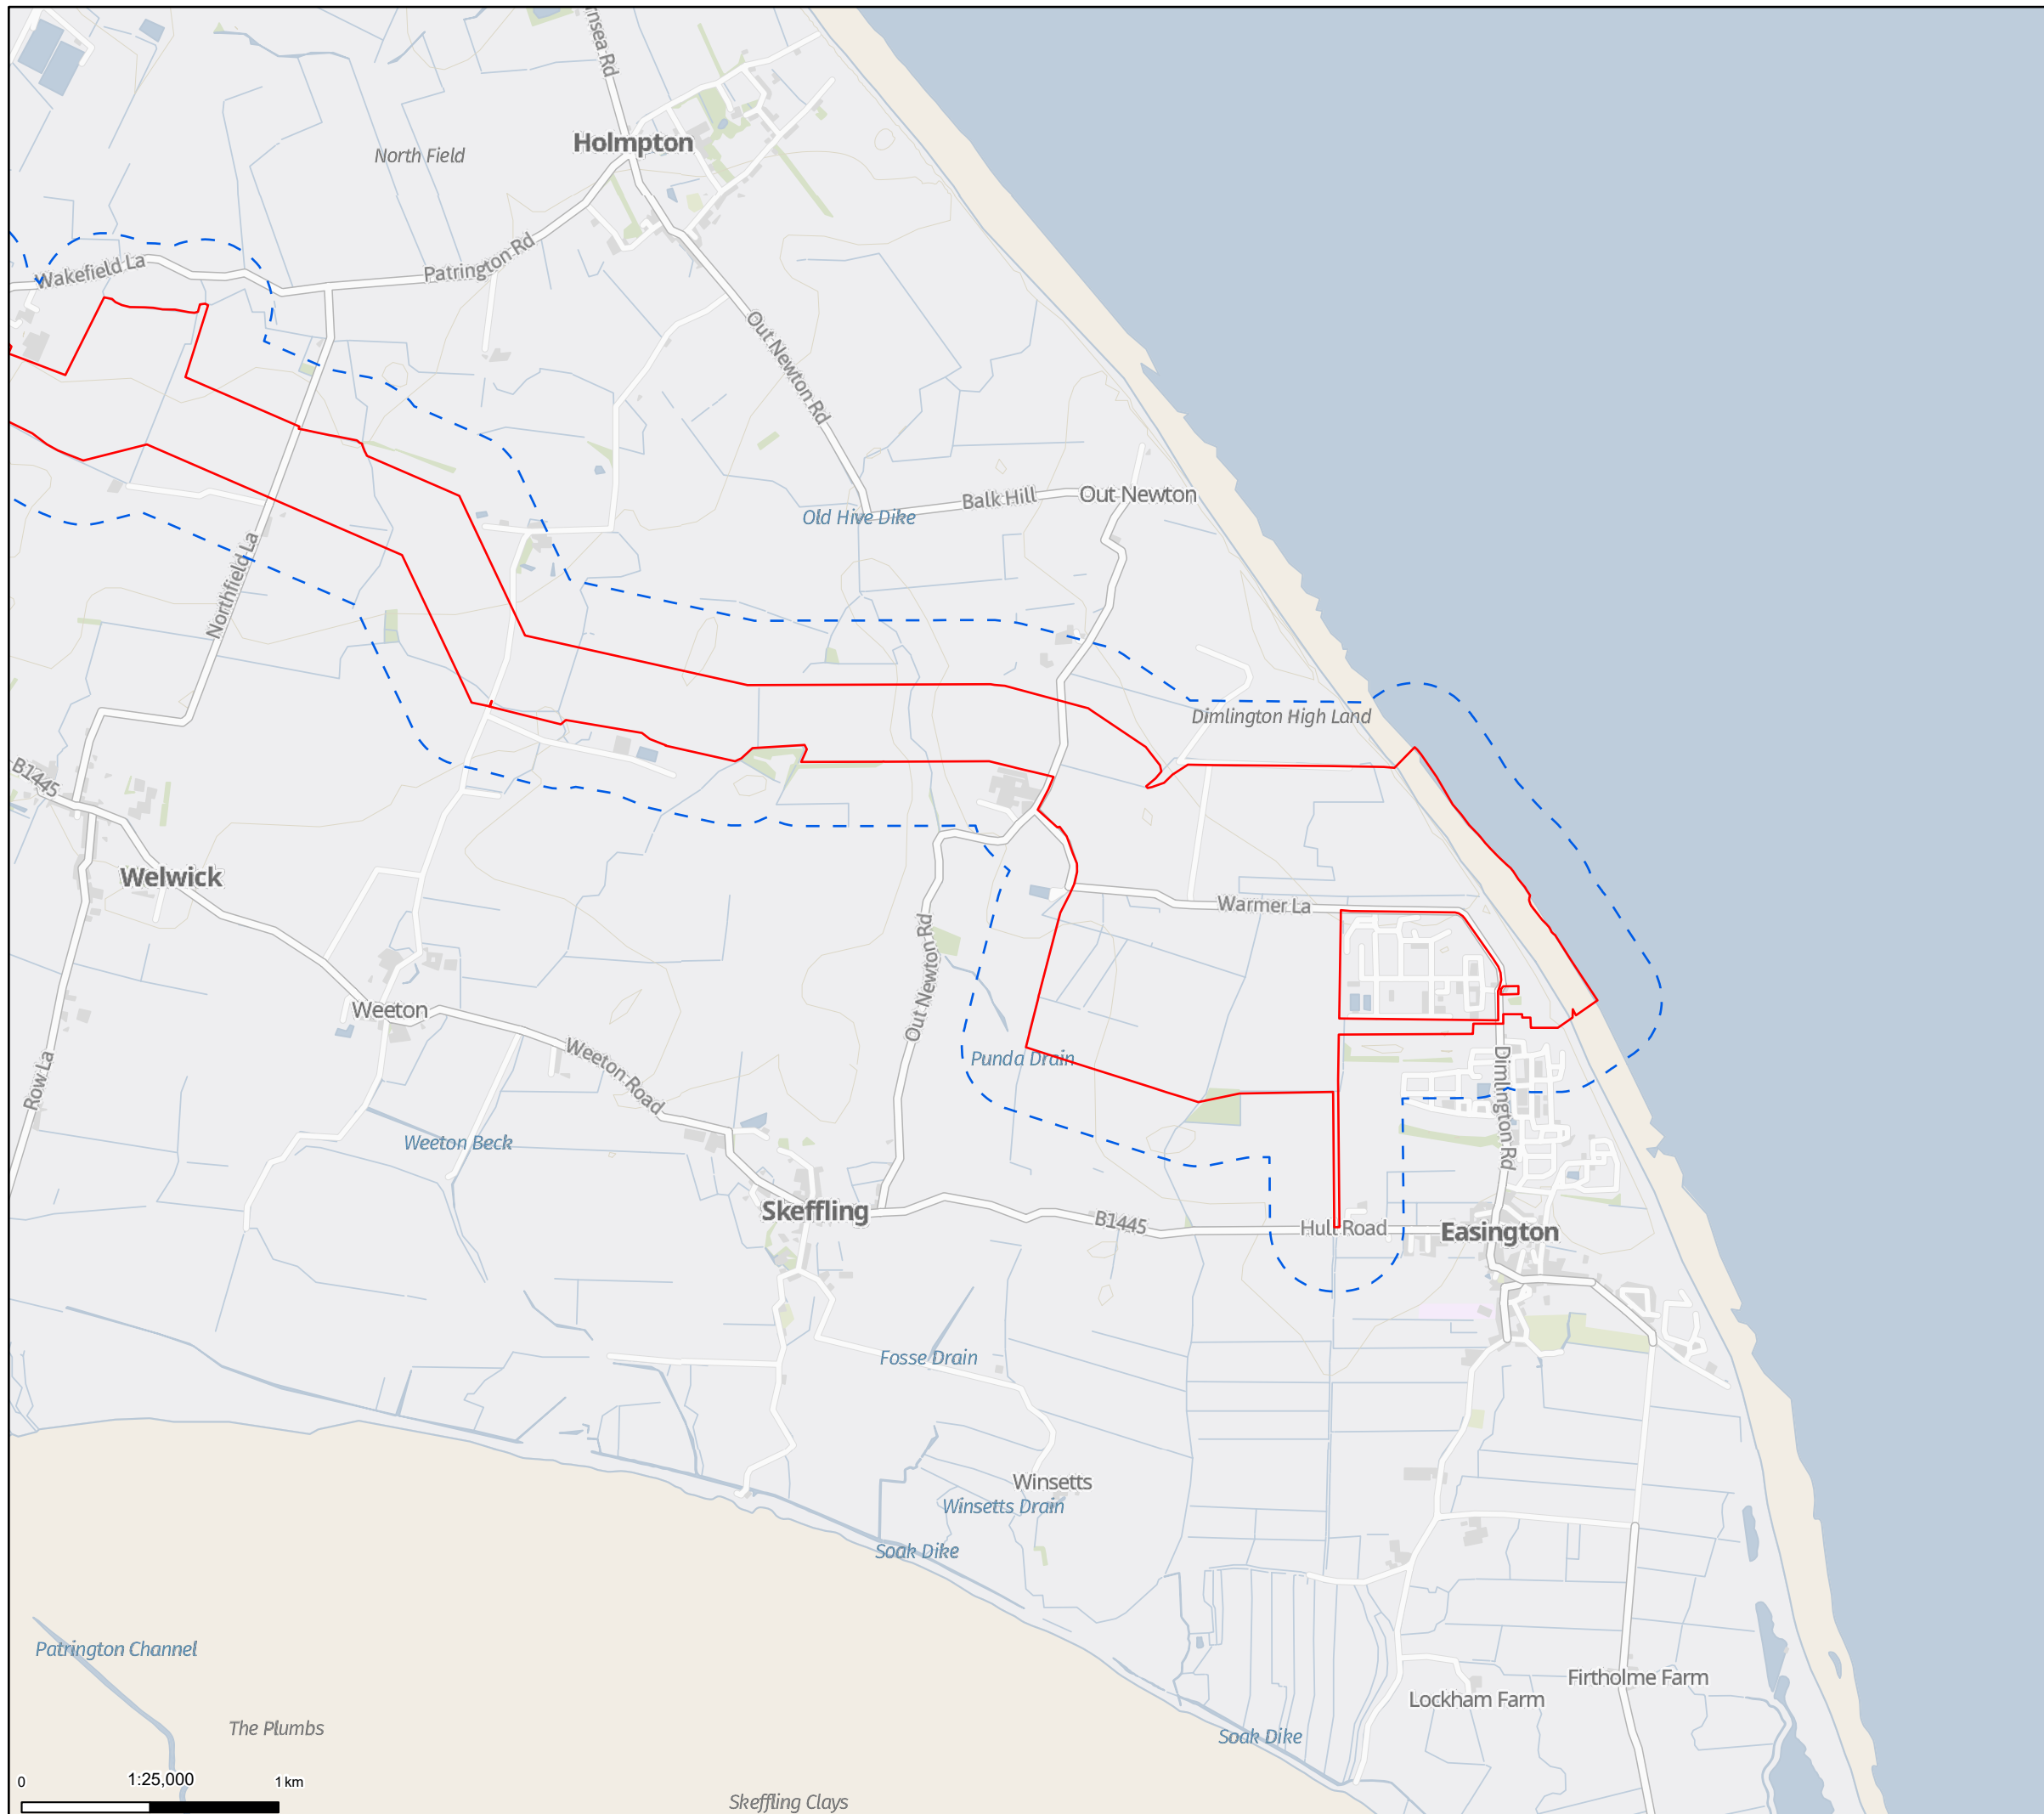 nsea Rd
Holmpton
North Field
Wakefield La
Patrington Rd
Out Newton Rd
Balk Hill
Out Newton
Old Hive Dike
Northfield La
Dimlington High Land
B1445
Welwick
Warmer La
Out Newton Rd
Weeton
Punda Drain
Weeton Road
Row La
Dimlington Rd
Weeton Beck
Skeffling
B1445
Hull Road
Easington
Fosse Drain
Winsetts
Winsetts Drain
Soak Dike
Patrington Channel
Firtholme Farm
Lockham Farm
The Plumbs
Soak Dike
0 1:25,000 1 km
Skeffling Clays